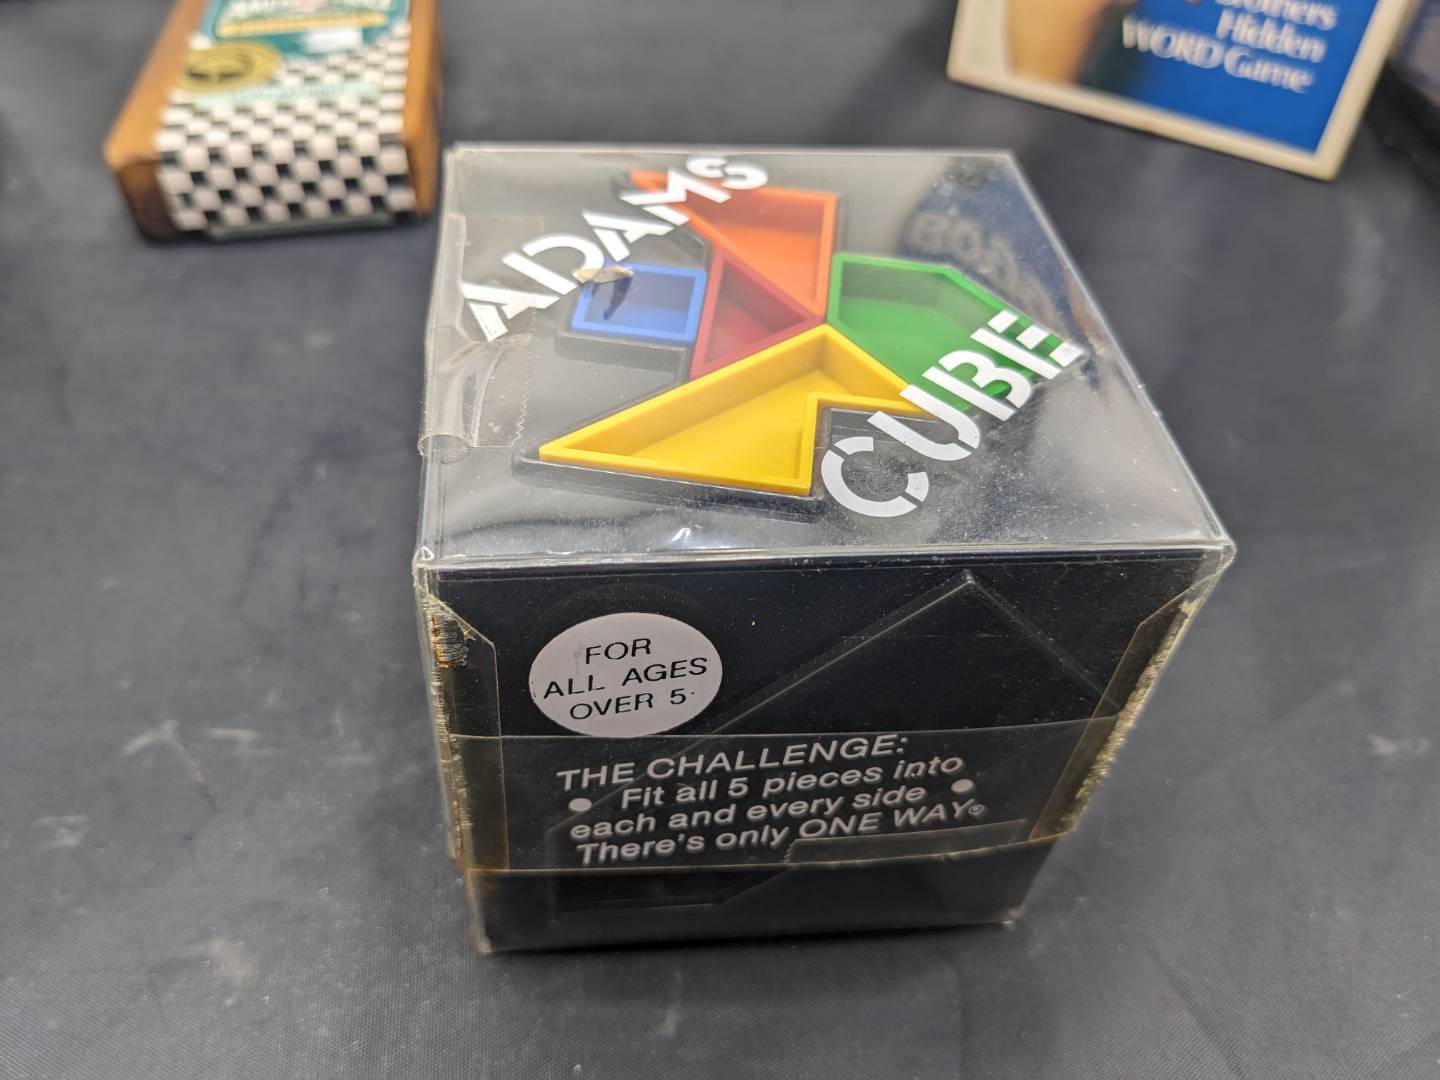 Brothers
Hidden
WORD Game
ADAMS
CUBE
FOR
ALL AGES
OVER 5
THE CHALLENGE:
• Fit all 5 pieces into •
each and every side
There's only ONE WAY®